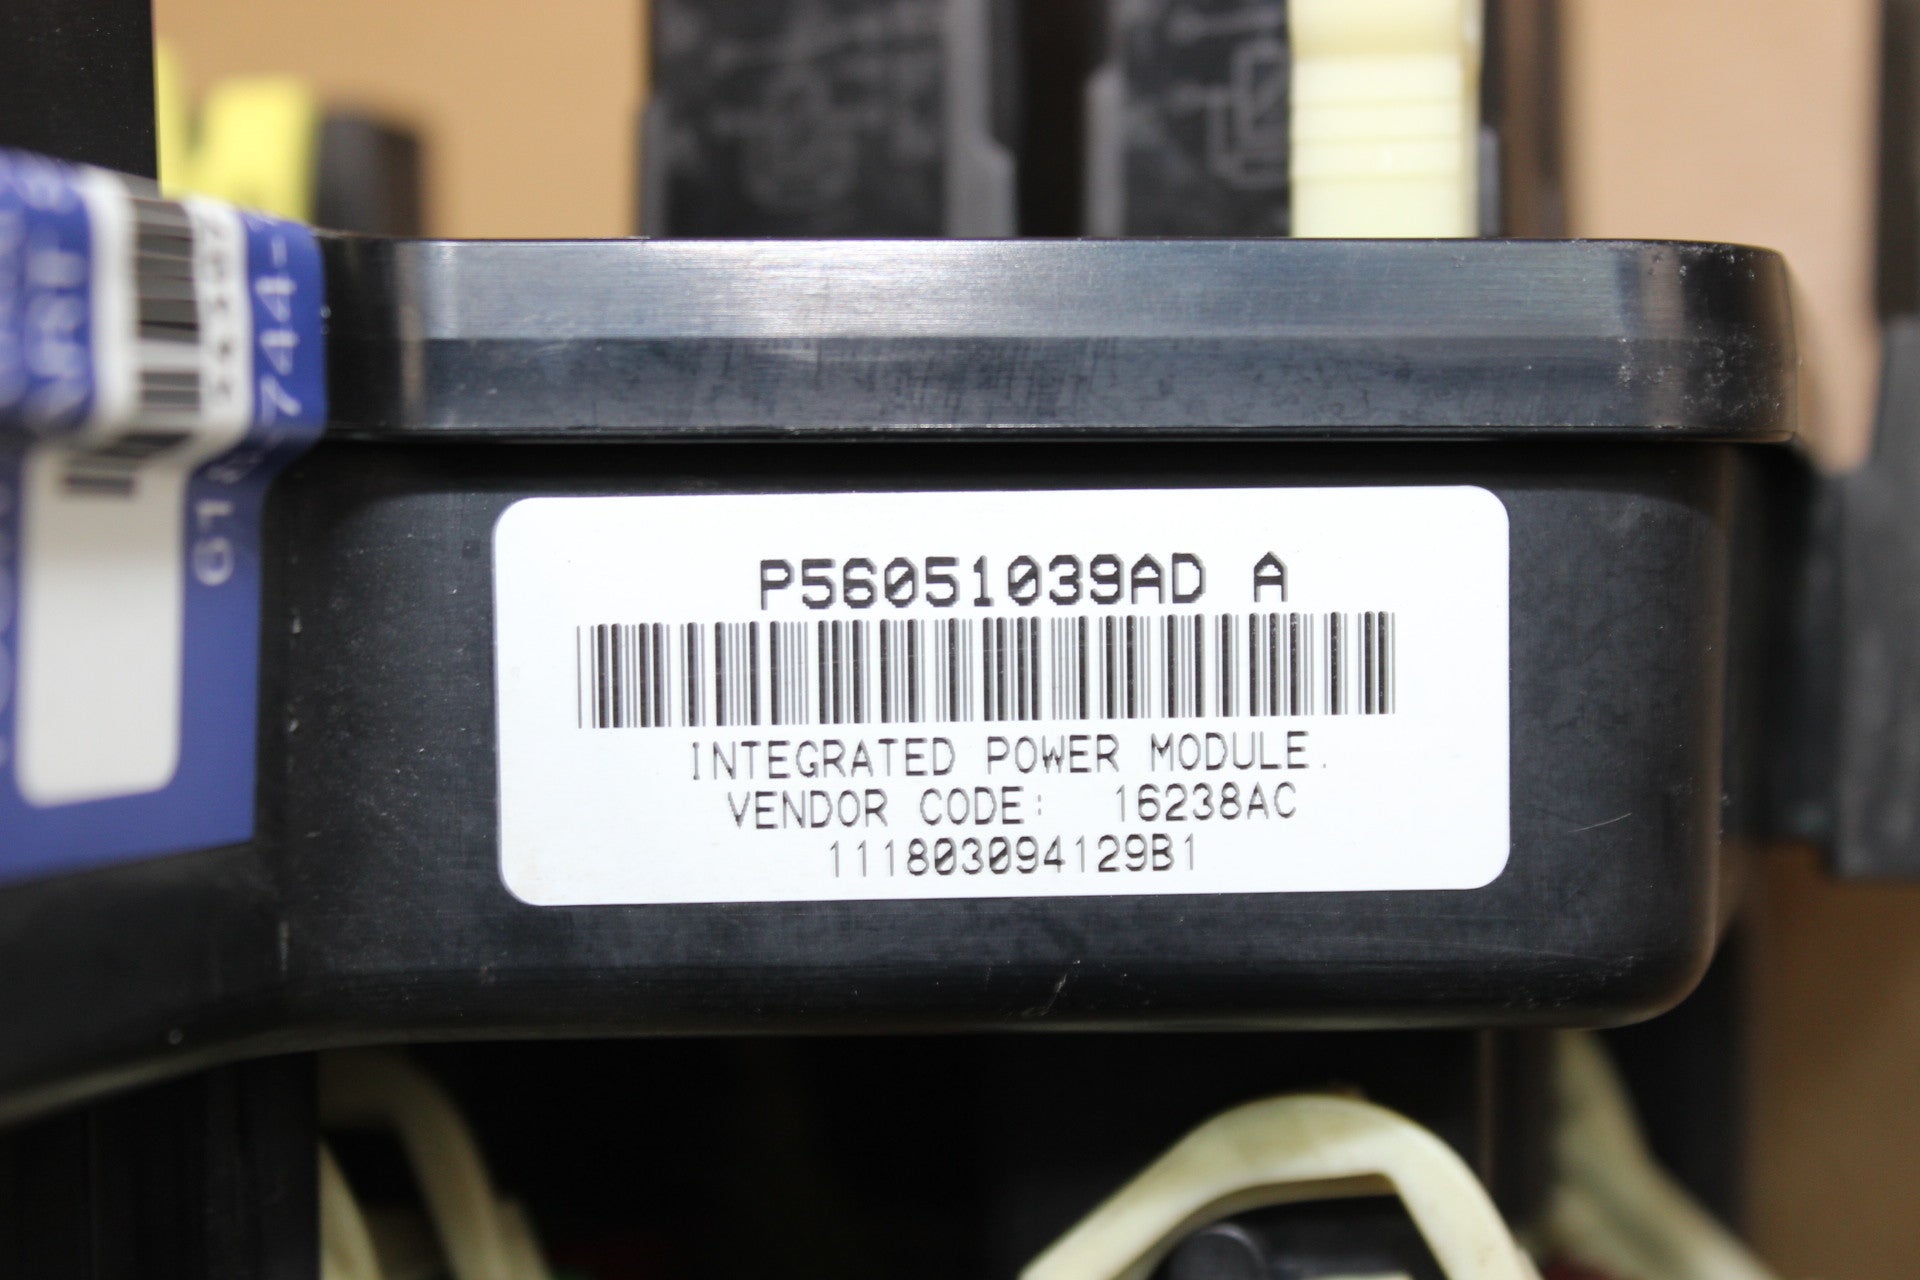 P56051039AD A
INTEGRATED POWER MODULE.
VENDOR CODE: 16238AC
111803094129B1